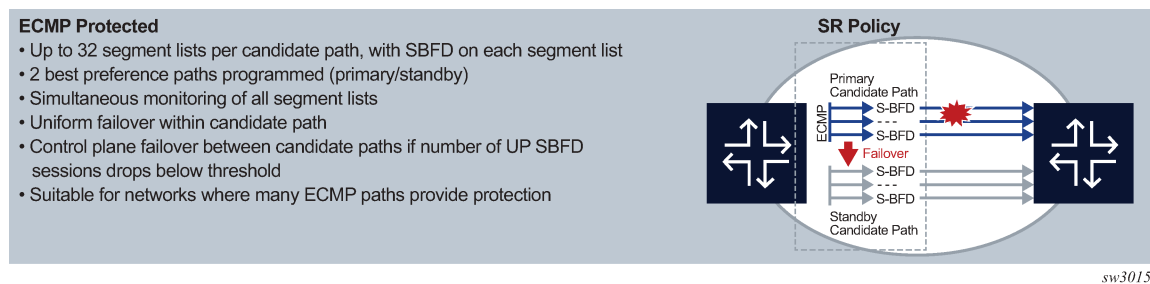 ECMP Protected
• Up to 32 segment lists per candidate path, with SBFD on each segment list
• 2 best preference paths programmed (primary/standby)
• Simultaneous monitoring of all segment lists
• Uniform failover within candidate path
• Control plane failover between candidate paths if number of UP SBFD
sessions drops below threshold
• Suitable for networks where many ECMP paths provide protection
SR Policy
Primary
Candidate Path
ECMP
S-BFD
----
S-BFD
Failover
S-BFD
----
S-BFD
Standby
Candidate Path
sw3015